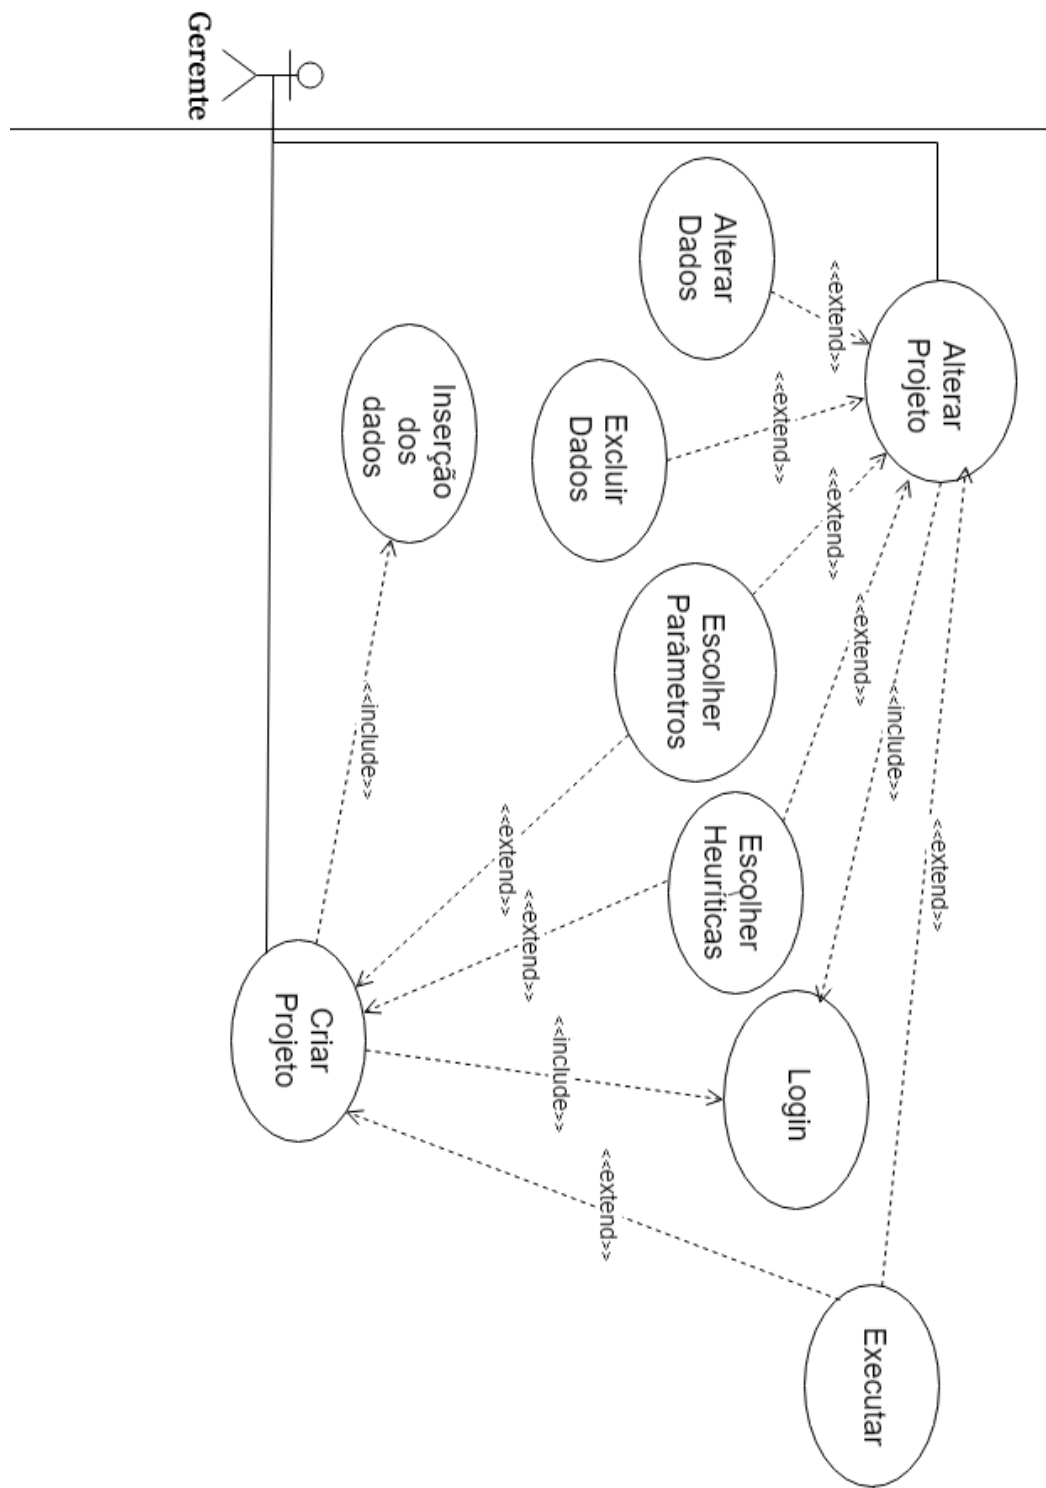 Gerente
Alterar
Projeto
<<extend>>
Alterar
Dados
<<extend>>
Excluir
Dados
<<extend>>
Escolher
Parâmetros
<<extend>>
<<include>>
<<extend>>
Escolher
Heuríticas
Login
Inserção
dos
dados
<<include>>
<<extend>>
<<extend>>
<<include>>
<<extend>>
Criar
Projeto
Executar